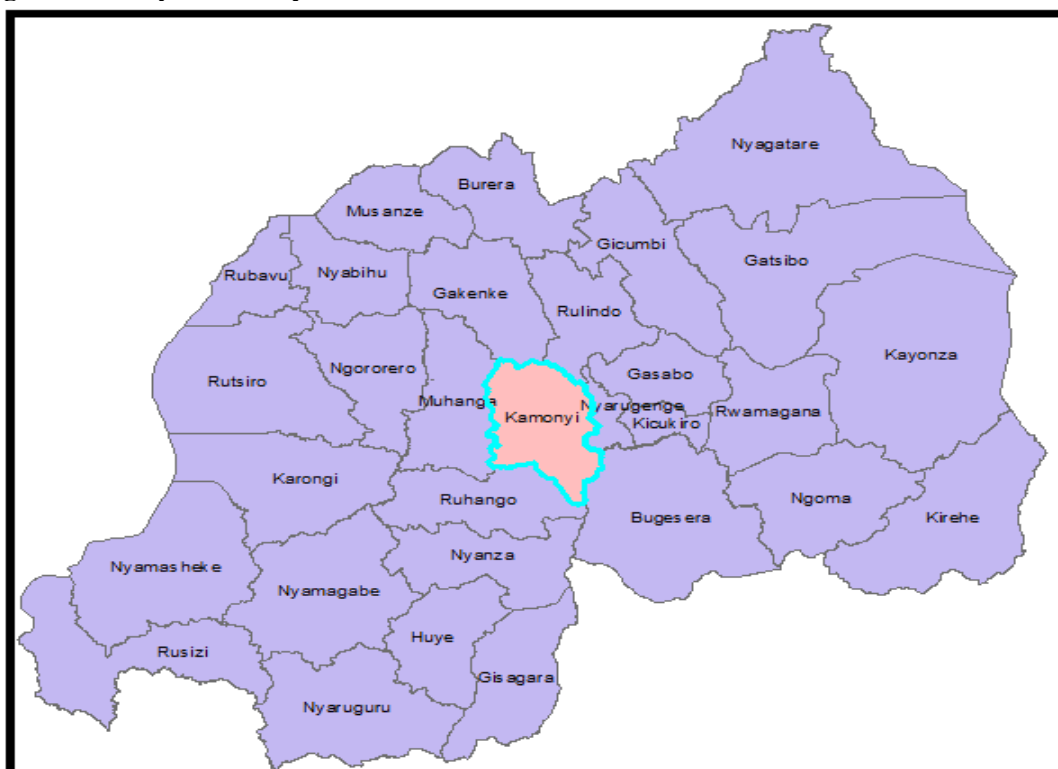 Nyagatare
Burera
Musanze
Gicumbi
Gatsibo
Rubavu
Nyabihu
Gakenke
Rulindo
Kayonza
Ngororero
Gasabo
Rutsiro
Muhanga
Nyarugenge
Rwamagana
Kamonyi
Kicukiro
Karongi
Ruhango
Ngoma
Bugesera
Kirehe
Nyanza
Nyamasheke
Nyamagabe
Huye
Rusizi
Gisagara
Nyaruguru